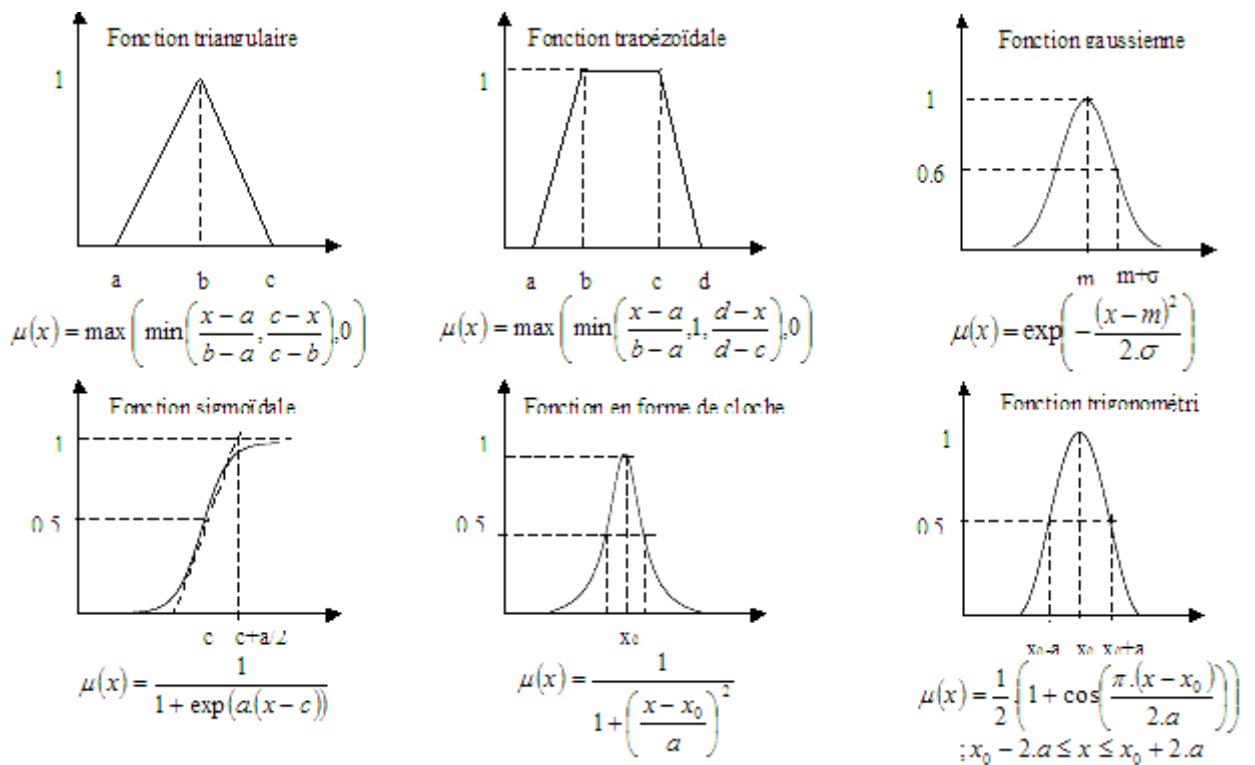 Fonction triangulaire
1
a b c
μ(x) = max(min((x − a)/(b − a), (c − x)/(c − b)), 0)
Fonction trapézoïdale
1
a b c d
μ(x) = max(min((x − a)/(b − a), 1, (d − x)/(d − c)), 0)
Fonction gaussienne
1
0.6
m m+σ
μ(x) = exp(−(x − m)²/2.σ)
Fonction sigmoïdale
1
0.5
c c+a/2
μ(x) = 1/(1 + exp(a.(x − c)))
Fonction en forme de cloche
1
0.5
x₀
μ(x) = 1/(1 + ((x − x₀)/a)²)
Fonction trigonométri
1
0.5
x₀-a x₀ x₀+a
μ(x) = 1/2.(1 + cos(π.(x − x₀)/2.a))
; x₀ − 2.a ≤ x ≤ x₀ + 2.a